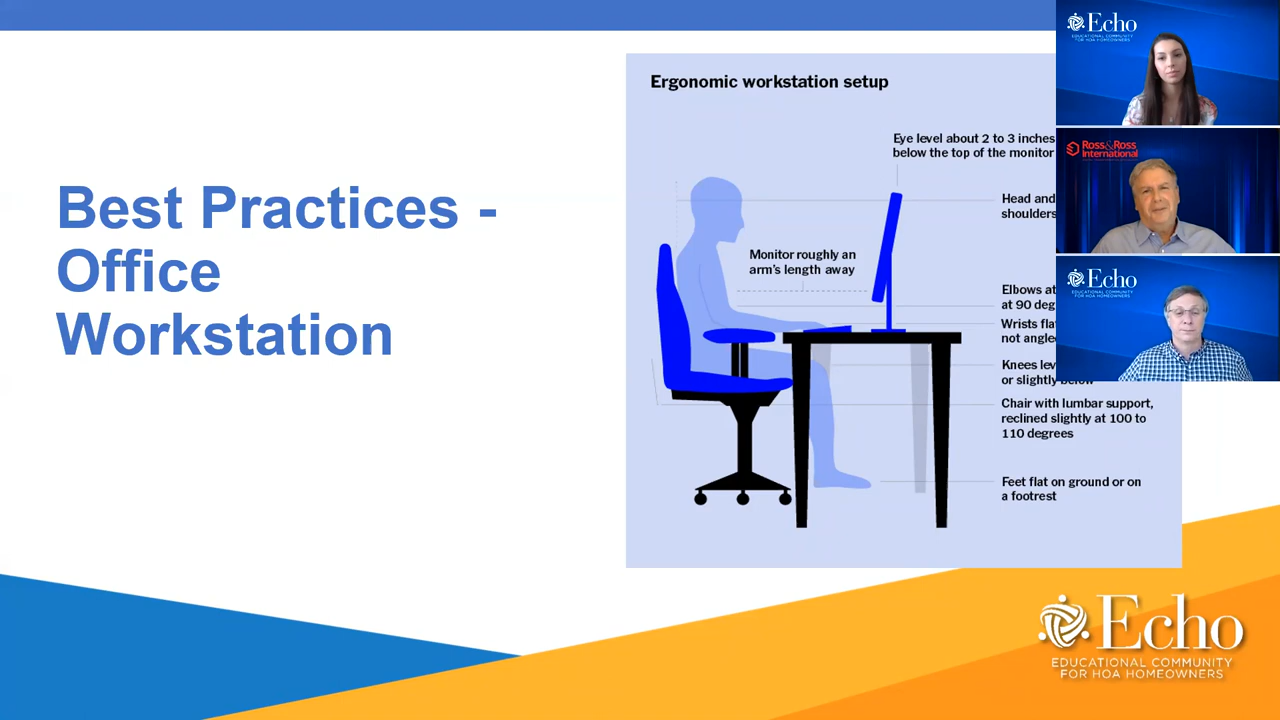 Best Practices -
Office
Workstation
Ergonomic workstation setup
Eye level about 2 to 3 inches
below the top of the monitor
Head and
shoulders
Monitor roughly an
arm's length away
Elbows at
at 90
Wrists
not
Knees
or slightly below
Chair with lumbar support,
reclined slightly at 100 to
110 degrees
Feet flat on ground or on
a footrest
Echo
EDUCATIONAL COMMUNITY
FOR HOA HOMEOWNERS
Ross&Ross
International
Echo
EDUCATIONAL COMMUNITY
FOR HOA HOMEOWNERS
Echo
EDUCATIONAL COMMUNITY
FOR HOA HOMEOWNERS